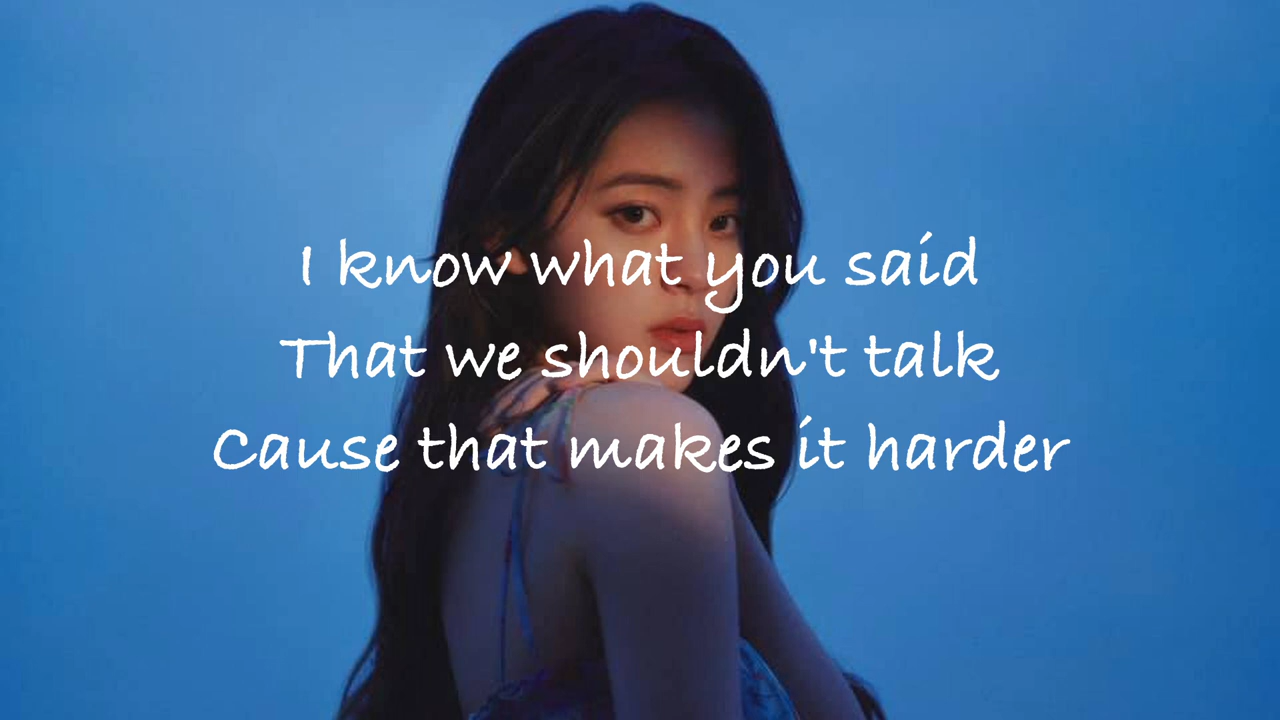 I know what you said
That we shouldn't talk
Cause that makes it harder